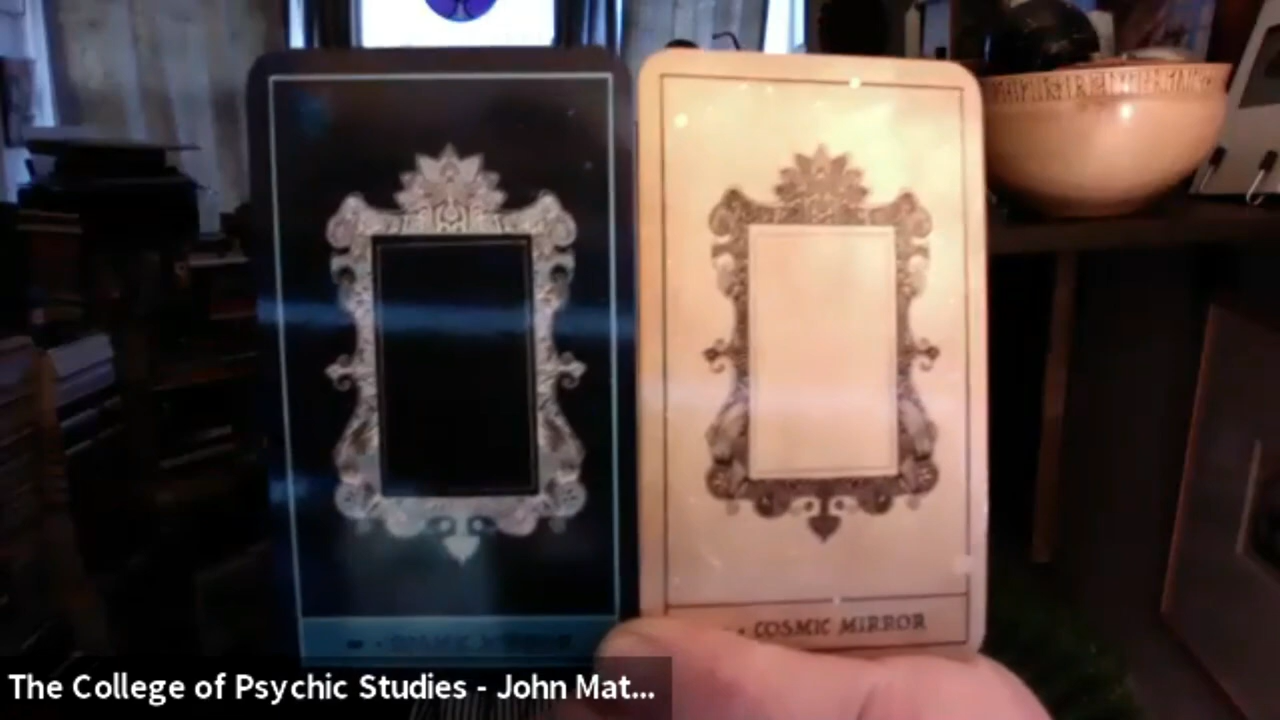 • COSMIC MIRROR
The College of Psychic Studies - John Mat...